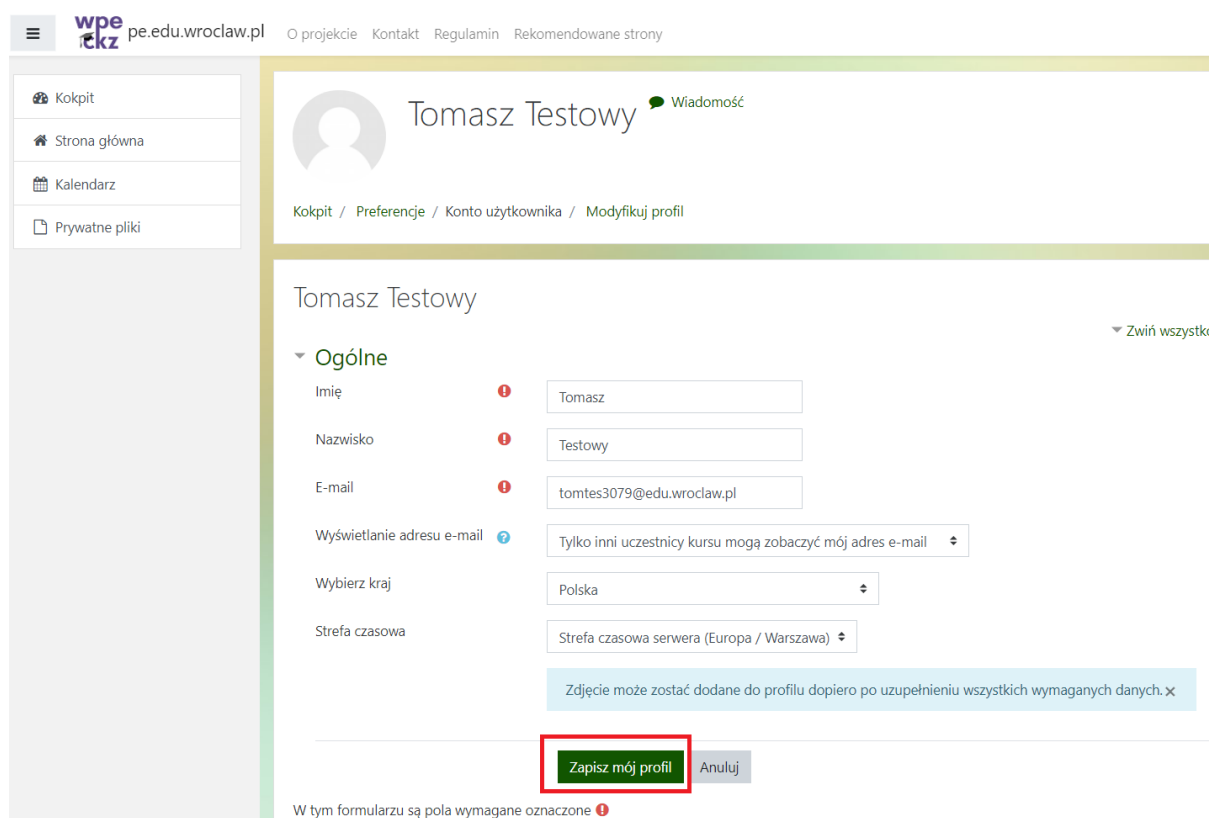 wpe
ckz
pe.edu.wroclaw.pl O projekcie Kontakt Regulamin Rekomendowane strony
Kokpit
Strona główna
Kalendarz
Prywatne pliki
Tomasz Testowy Wiadomość
Kokpit / Preferencje / Konto użytkownika / Modyfikuj profil
Tomasz Testowy
Zwiń wszystko
Ogólne
Imię Tomasz
Nazwisko Testowy
E-mail tomtes3079@edu.wroclaw.pl
Wyświetlanie adresu e-mail Tylko inni uczestnicy kursu mogą zobaczyć mój adres e-mail
Wybierz kraj Polska
Strefa czasowa Strefa czasowa serwera (Europa / Warszawa)
Zdjęcie może zostać dodane do profilu dopiero po uzupełnieniu wszystkich wymaganych danych. ×
Zapisz mój profil Anuluj
W tym formularzu są pola wymagane oznaczone